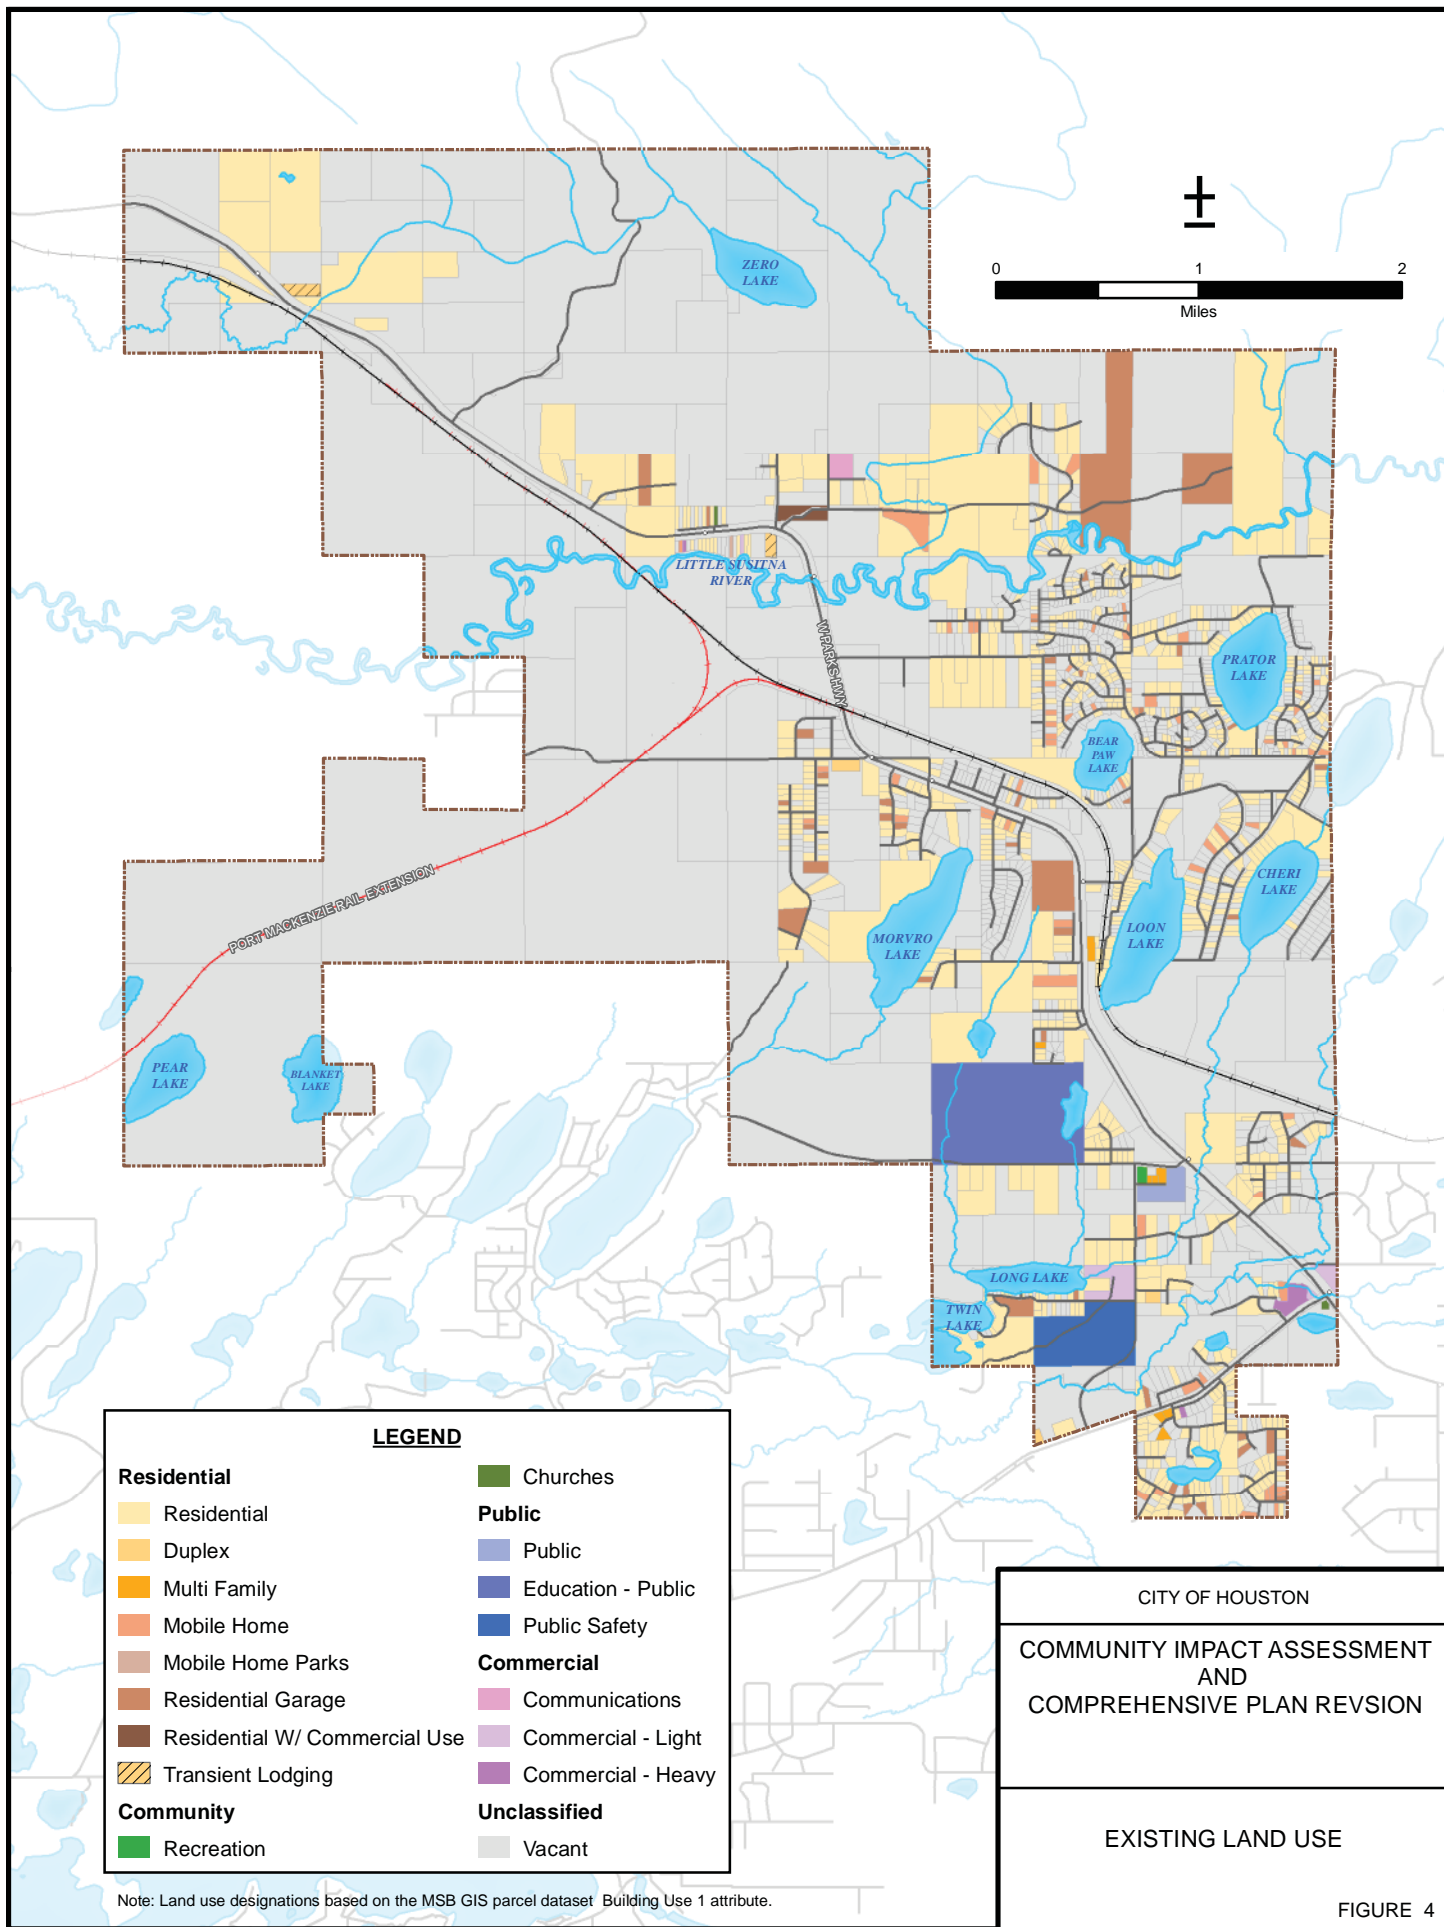 ±
0 1 2
Miles
ZERO
LAKE
LITTLE SUSITNA
RIVER
W PARKS HWY
PRATOR
LAKE
BEAR
PAW
LAKE
CHERI
LAKE
LOON
LAKE
MORVRO
LAKE
PORT MACKENZIE RAIL EXTENSION
PEAR
LAKE
BLANKET
LAKE
LONG LAKE
TWIN
LAKE
LEGEND
Residential
Residential
Duplex
Multi Family
Mobile Home
Mobile Home Parks
Residential Garage
Residential W/ Commercial Use
Transient Lodging
Community
Recreation
Churches
Public
Public
Education - Public
Public Safety
Commercial
Communications
Commercial - Light
Commercial - Heavy
Unclassified
Vacant
Note: Land use designations based on the MSB GIS parcel dataset Building Use 1 attribute.
CITY OF HOUSTON
COMMUNITY IMPACT ASSESSMENT
AND
COMPREHENSIVE PLAN REVSION
EXISTING LAND USE
FIGURE 4